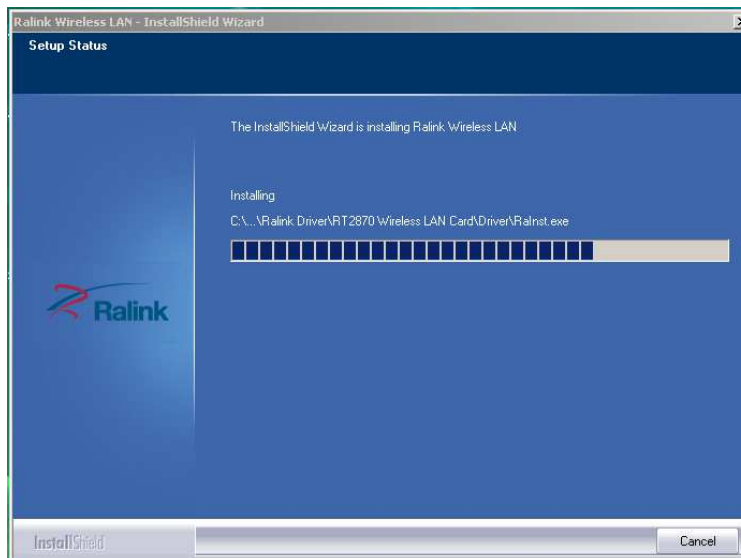 Ralink Wireless LAN - InstallShield Wizard
Setup Status
The InstallShield Wizard is installing Ralink Wireless LAN
Installing
C:\...\Ralink Driver\RT2870 Wireless LAN Card\Driver\RaInst.exe
Ralink
InstallShield
Cancel